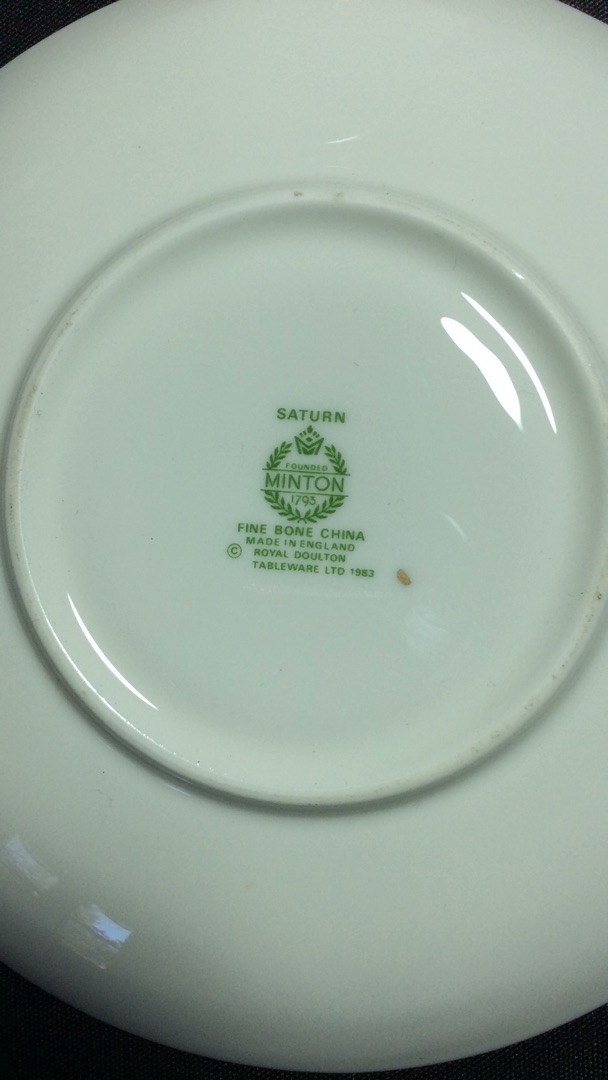 SATURN
FOUNDED
MINTON
1793
FINE BONE CHINA
MADE IN ENGLAND
© ROYAL DOULTON
TABLEWARE LTD 1983